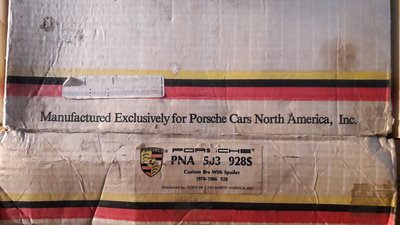 Manufactured Exclusively for Porsche Cars North America, Inc.
PORSCHE
PNA 503 928S
Custom Bra With Spoiler
1978-1986 928
Distributed by: PORSCHE CARS NORTH AMERICA, INC.